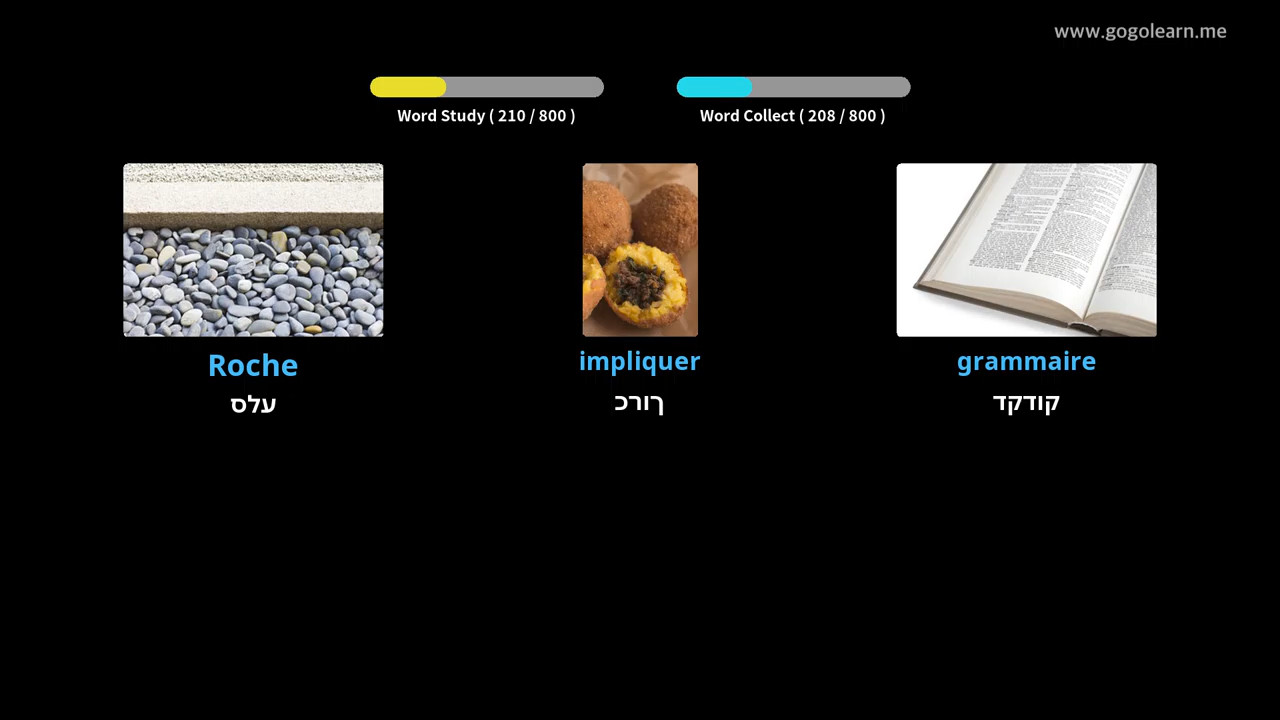 www.gogolearn.me
Word Study ( 210 / 800 )
Word Collect ( 208 / 800 )
Roche
עלס
impliquer
ךורכ
grammaire
קודקד